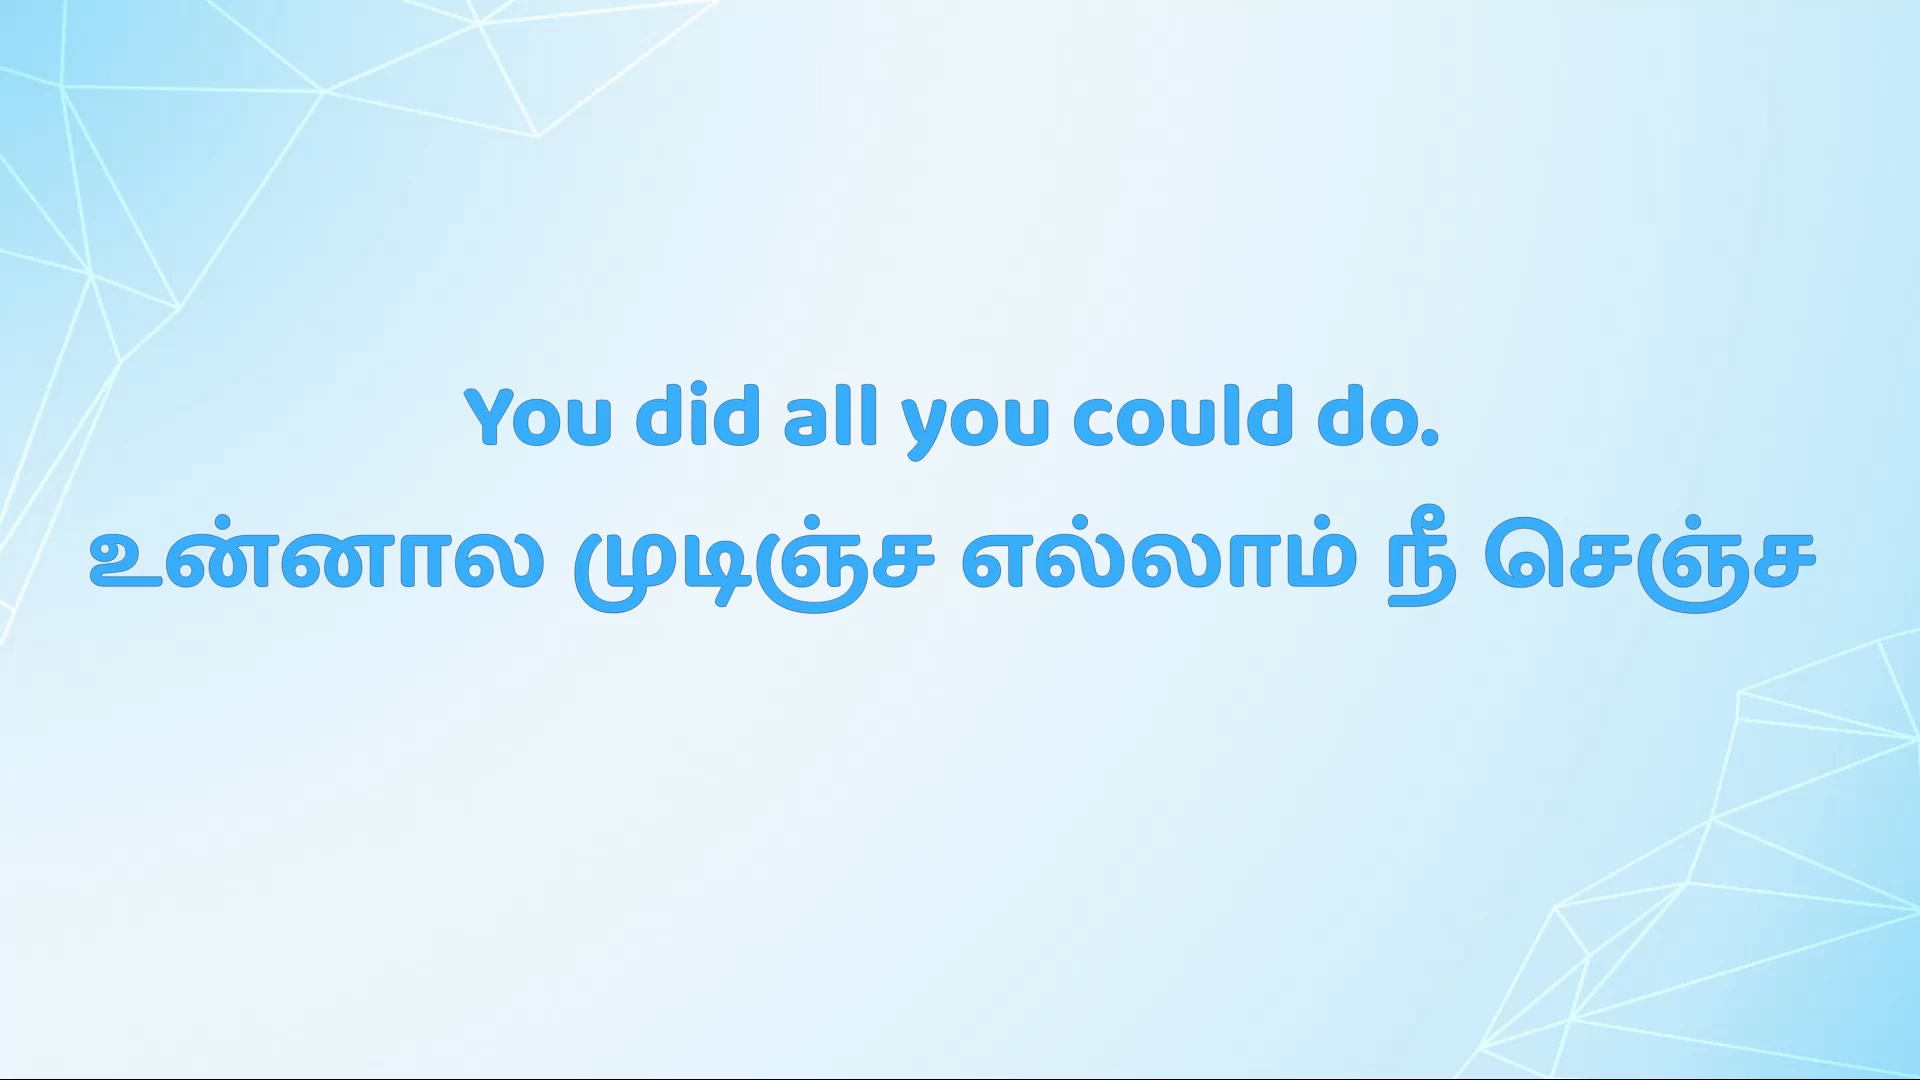 You did all you could do.
உன்னால முடிஞ்ச எல்லாம் நீ செஞ்ச